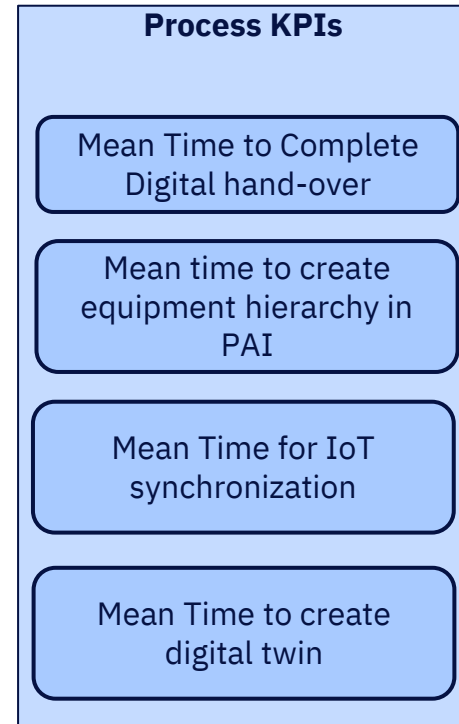 Process KPIs
Mean Time to Complete
Digital hand-over
Mean time to create
equipment hierarchy in
PAI
Mean Time for IoT
synchronization
Mean Time to create
digital twin